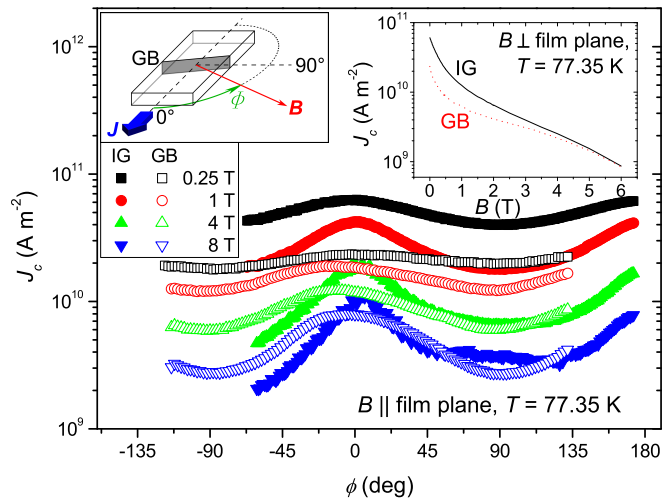 10^12
10^11
10^10
10^9
J_c (A m^-2)
GB
90°
B
ϕ
0°
J
IG GB
0.25 T
1 T
4 T
8 T
10^11
10^10
10^9
J_c (A m^-2)
B ⊥ film plane,
T = 77.35 K
IG
GB
0 1 2 3 4 5 6
B (T)
B || film plane, T = 77.35 K
-135 -90 -45 0 45 90 135 180
ϕ (deg)